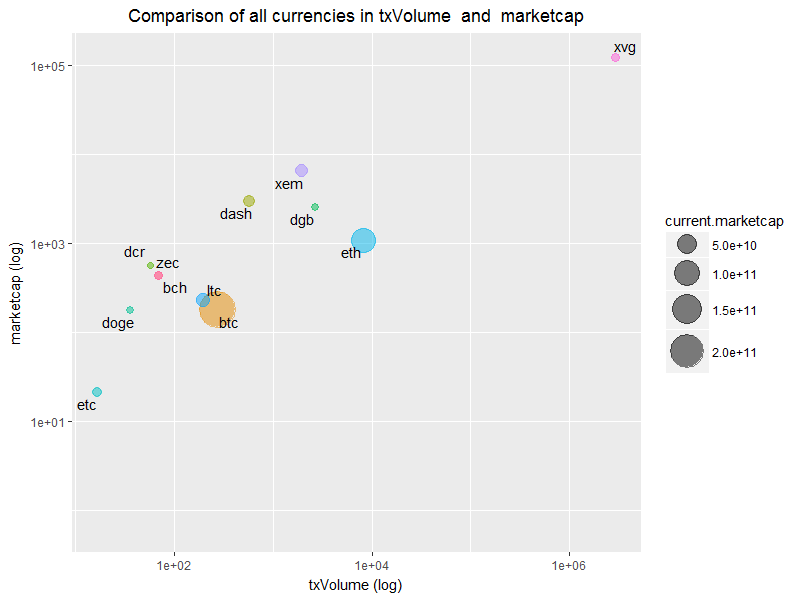 Comparison of all currencies in txVolume  and  marketcap
xvg
1e+05
xem
dash
dgb
current.marketcap
5.0e+10
1e+03
eth
dcr
zec
1.0e+11
bch
ltc
marketcap (log)
1.5e+11
doge
btc
2.0e+11
etc
1e+01
1e+02
1e+04
1e+06
txVolume (log)